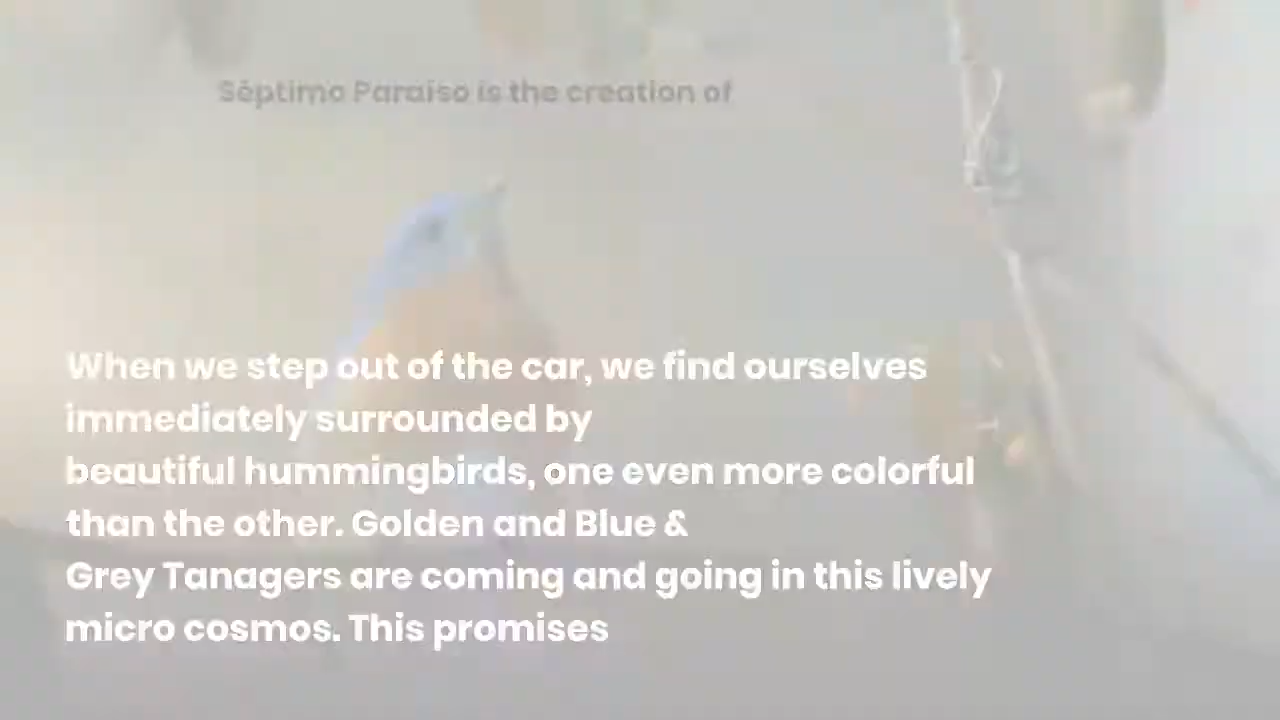 Séptimo Paraíso is the creation of
When we step out of the car, we find ourselves
immediately surrounded by
beautiful hummingbirds, one even more colorful
than the other. Golden and Blue &
Grey Tanagers are coming and going in this lively
micro cosmos. This promises